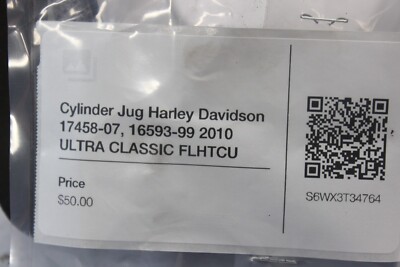 Cylinder Jug Harley Davidson
17458-07, 16593-99 2010
ULTRA CLASSIC FLHTCU
Price
$50.00
S6WX3T34764